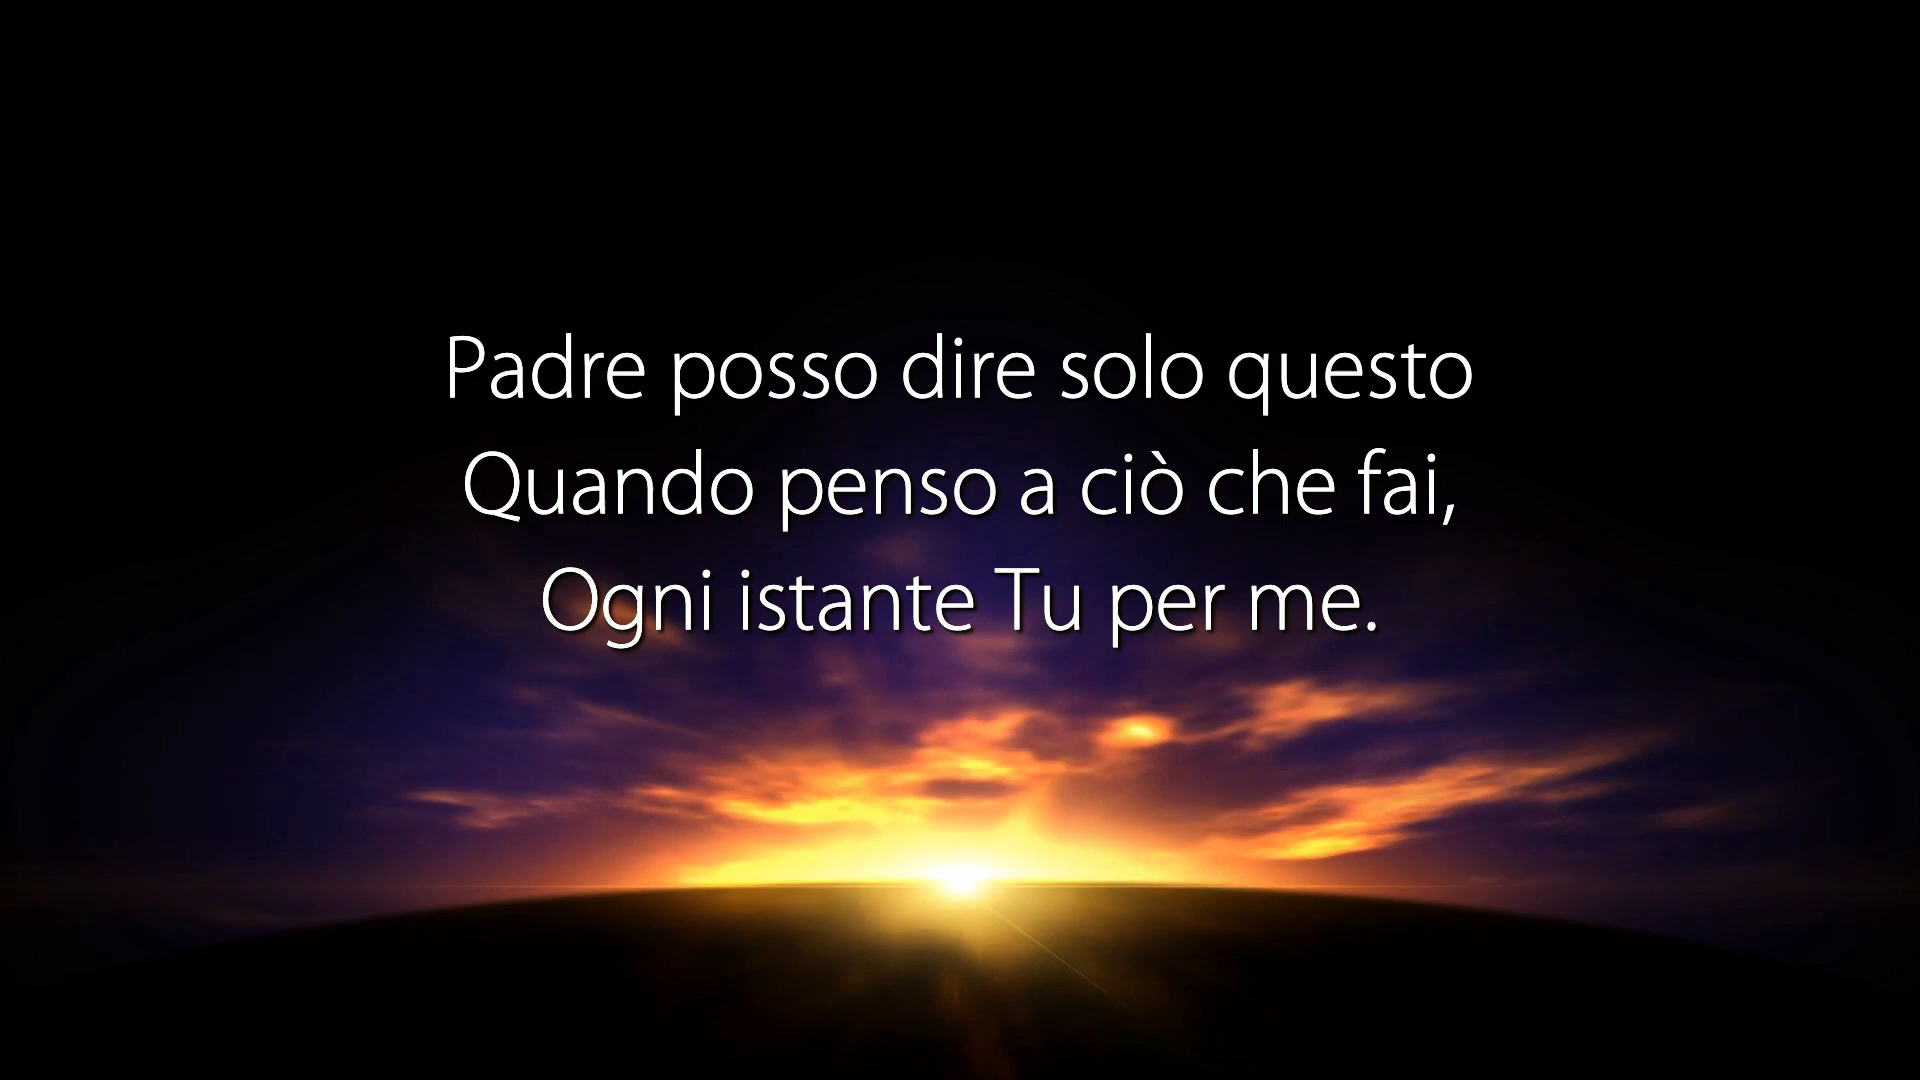 Padre posso dire solo questo
Quando penso a ciò che fai,
Ogni istante Tu per me.